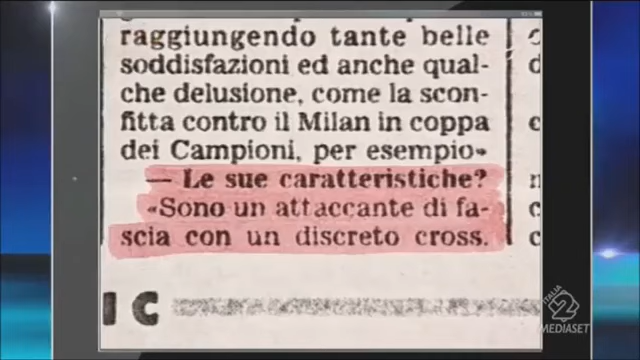 raggiungendo tante belle
soddisfazioni ed anche qual-
che delusione, come la scon-
fitta contro il Milan in coppa
dei Campioni, per esempio»
— Le sue caratteristiche?
«Sono un attaccante di fa-
scia con un discreto cross.
IC
ITALIA
2
MEDIASET